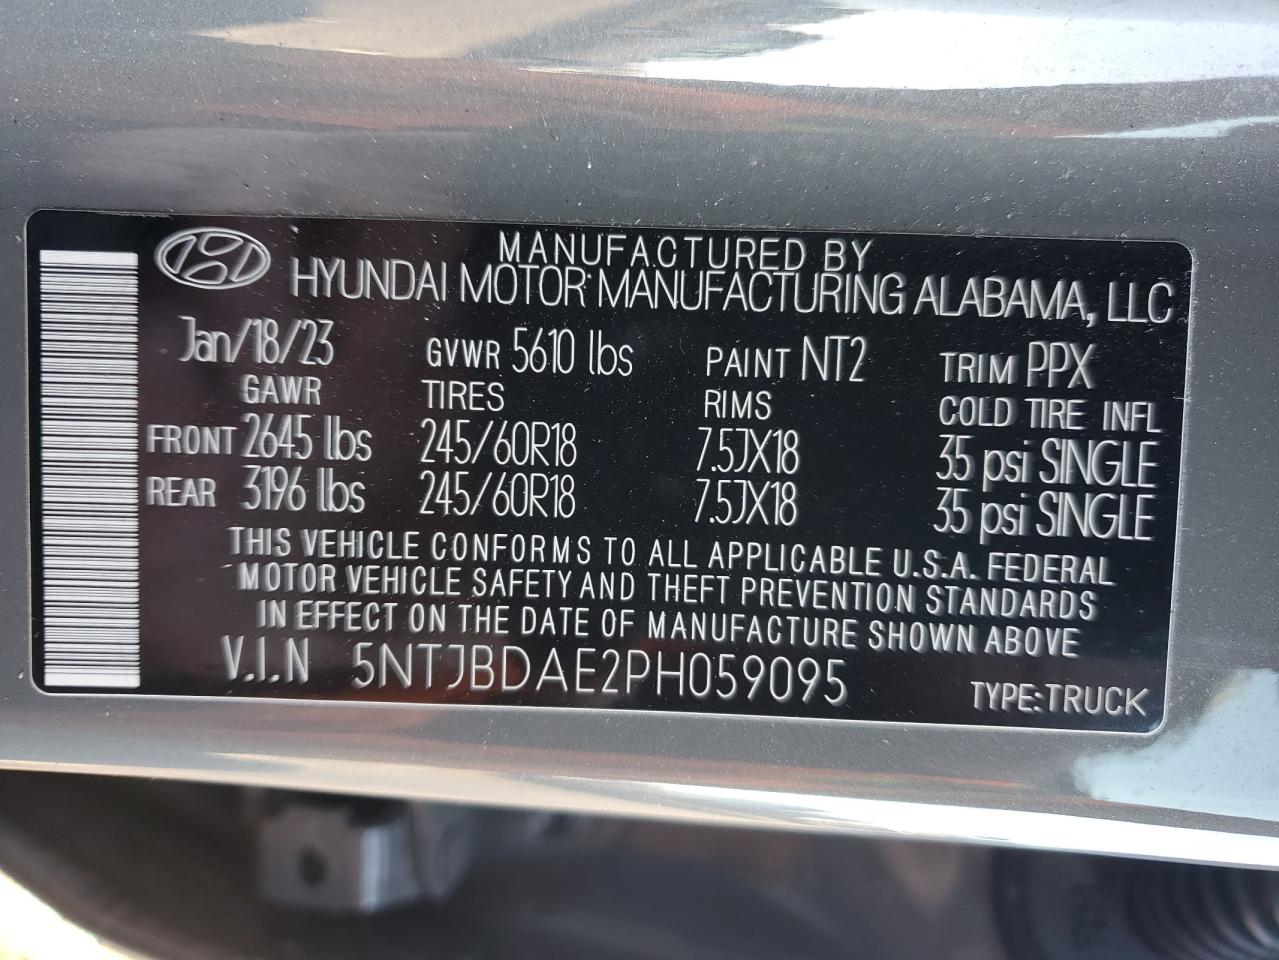 MANUFACTURED BY
HYUNDAI MOTOR MANUFACTURING ALABAMA, LLC
Jan/18/23 GVWR 5610 lbs PAINT NT2 TRIM PPX
GAWR TIRES RIMS COLD TIRE INFL
FRONT 2645 lbs 245/60R18 7.5JX18 35 psi SINGLE
REAR 3196 lbs 245/60R18 7.5JX18 35 psi SINGLE
THIS VEHICLE CONFORMS TO ALL APPLICABLE U.S.A. FEDERAL
MOTOR VEHICLE SAFETY AND THEFT PREVENTION STANDARDS
IN EFFECT ON THE DATE OF MANUFACTURE SHOWN ABOVE
V.I.N 5NTJBDAE2PH059095 TYPE:TRUCK